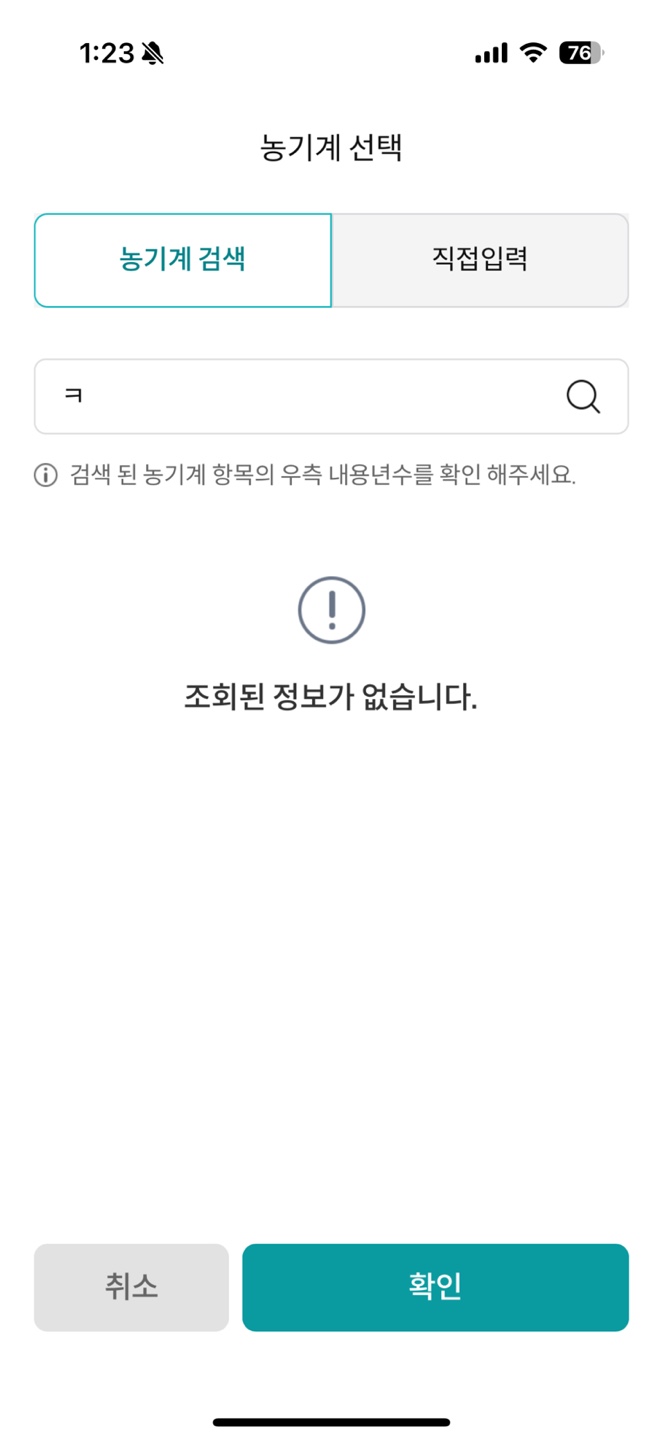 1:23
76
농기계 선택
농기계 검색
직접입력
ㅋ
검색 된 농기계 항목의 우측 내용년수를 확인 해주세요.
조회된 정보가 없습니다.
취소
확인